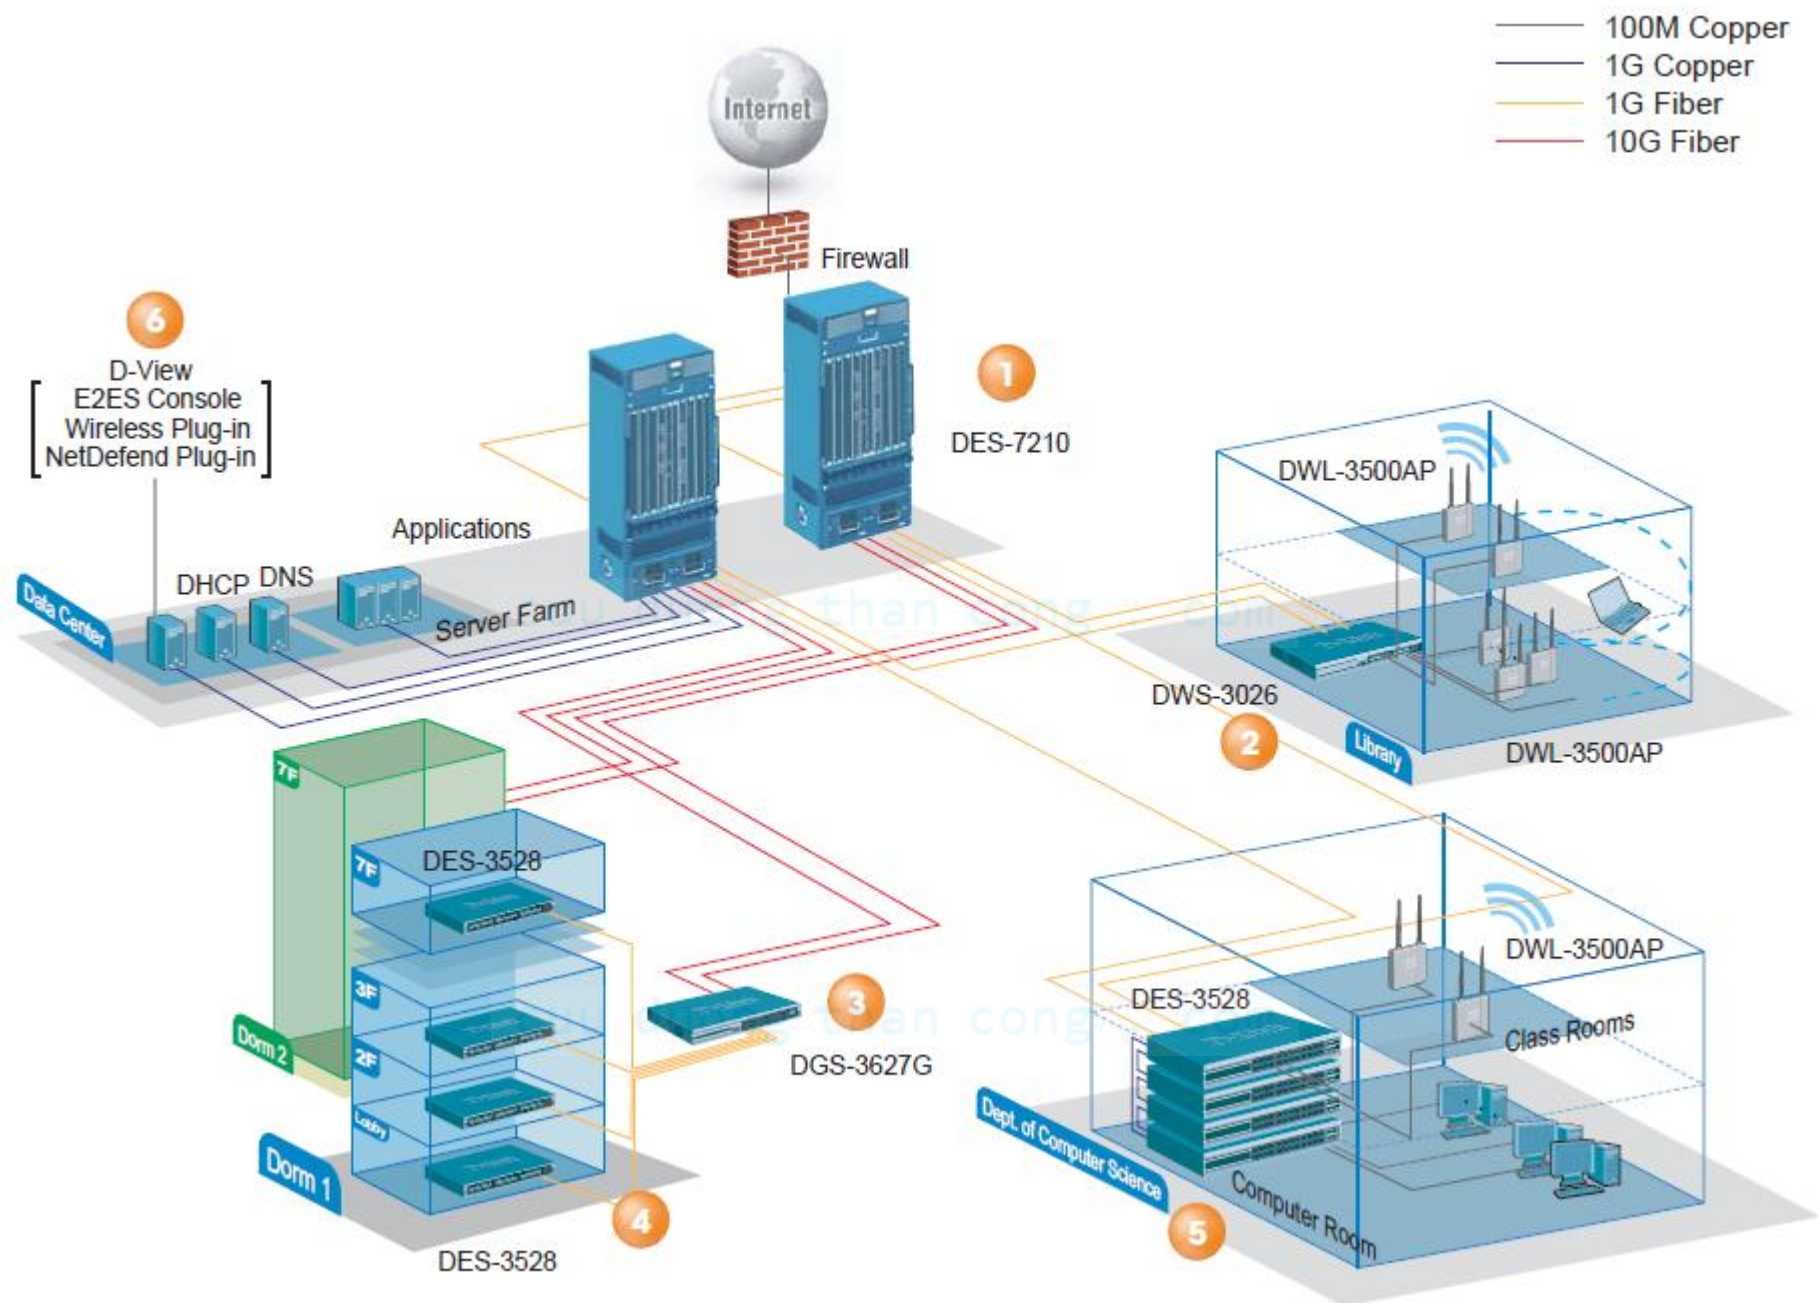 100M Copper
1G Copper
1G Fiber
10G Fiber
Internet
Firewall
6
D-View
E2ES Console
Wireless Plug-in
NetDefend Plug-in
1
DES-7210
DWL-3500AP
Applications
DHCP
DNS
Data Center
Server Farm
DWS-3026
2
Library
DWL-3500AP
7F
7F
DES-3528
3F
2F
Lobby
Dorm 2
Dorm 1
3
DGS-3627G
4
DES-3528
DES-3528
DWL-3500AP
Class Rooms
Dept. of Computer Science
Computer Room
5